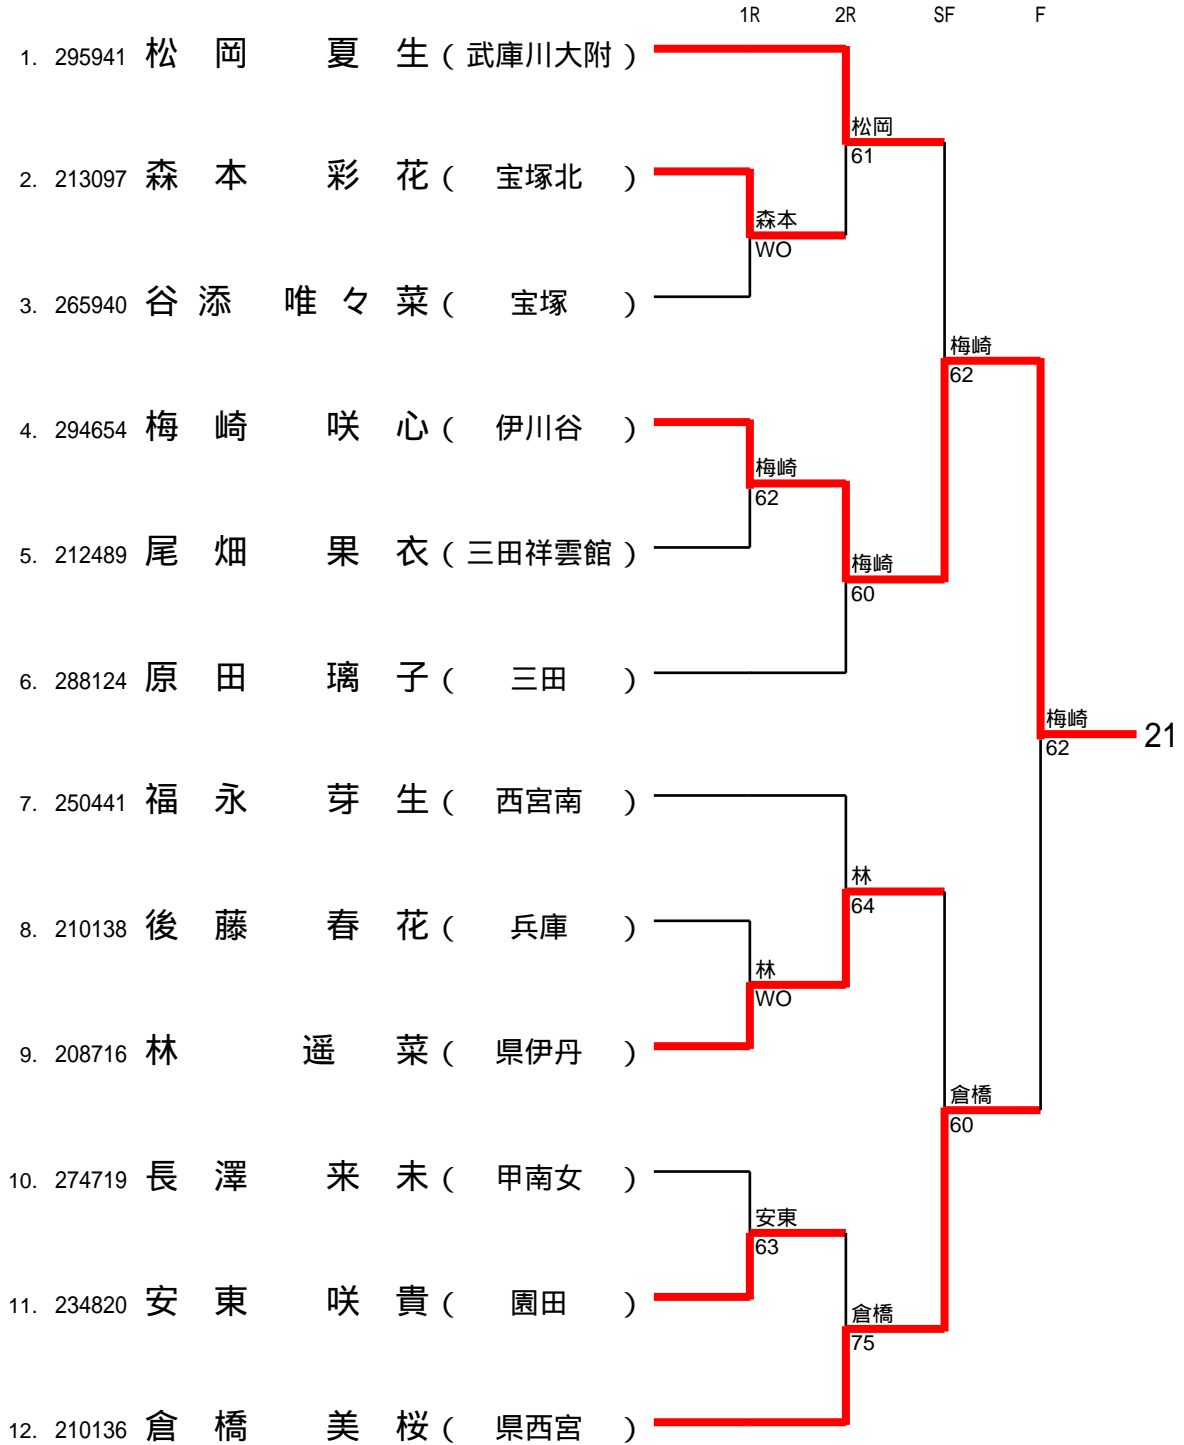 1R 2R SF F
1. 295941 松岡 夏生 ( 武庫川大附 )
松岡
61
2. 213097 森本 彩花 ( 宝塚北 )
森本
WO
3. 265940 谷添 唯々菜 ( 宝塚 )
梅崎
62
4. 294654 梅崎 咲心 ( 伊川谷 )
梅崎
62
5. 212489 尾畑 果衣 ( 三田祥雲館 )
梅崎
60
6. 288124 原田 璃子 ( 三田 )
梅崎
62
21
7. 250441 福永 芽生 ( 西宮南 )
林
64
8. 210138 後藤 春花 ( 兵庫 )
林
WO
9. 208716 林 遥菜 ( 県伊丹 )
倉橋
60
10. 274719 長澤 来未 ( 甲南女 )
安東
63
11. 234820 安東 咲貴 ( 園田 )
倉橋
75
12. 210136 倉橋 美桜 ( 県西宮 )